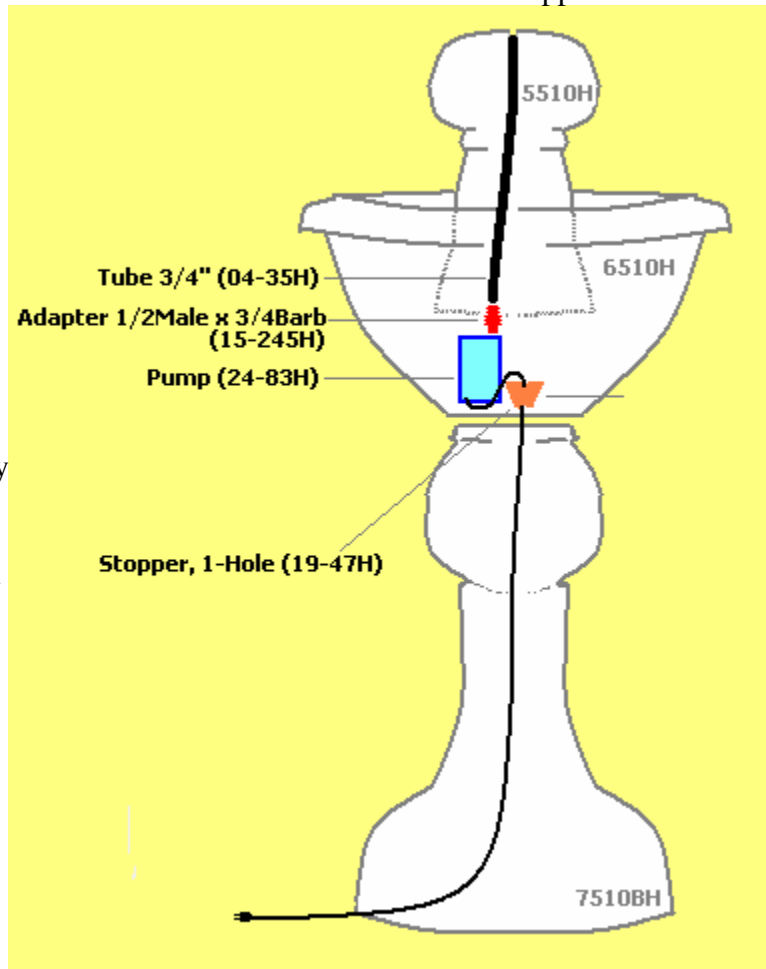 5510H
6510H
Tube 3/4" (04-35H)
Adapter 1/2Male x 3/4Barb
(15-245H)
Pump (24-83H)
y
Stopper, 1-Hole (19-47H)
7510BH